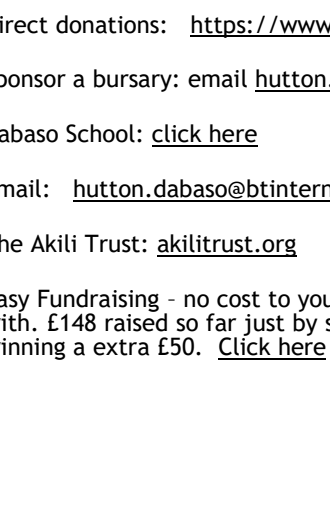 irect donations: https://www
ponsor a bursary: email hutton.
abaso School: click here
mail: hutton.dabaso@btintern
he Akili Trust: akilitrust.org
asy Fundraising – no cost to you
ith. £148 raised so far just by s
inning a extra £50. Click here